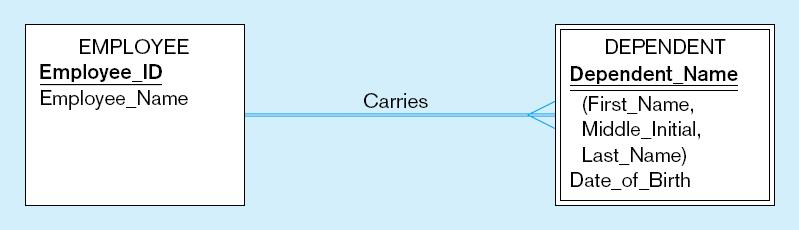 EMPLOYEE
Employee_ID
Employee_Name
Carries
DEPENDENT
Dependent_Name
(First_Name,
Middle_Initial,
Last_Name)
Date_of_Birth